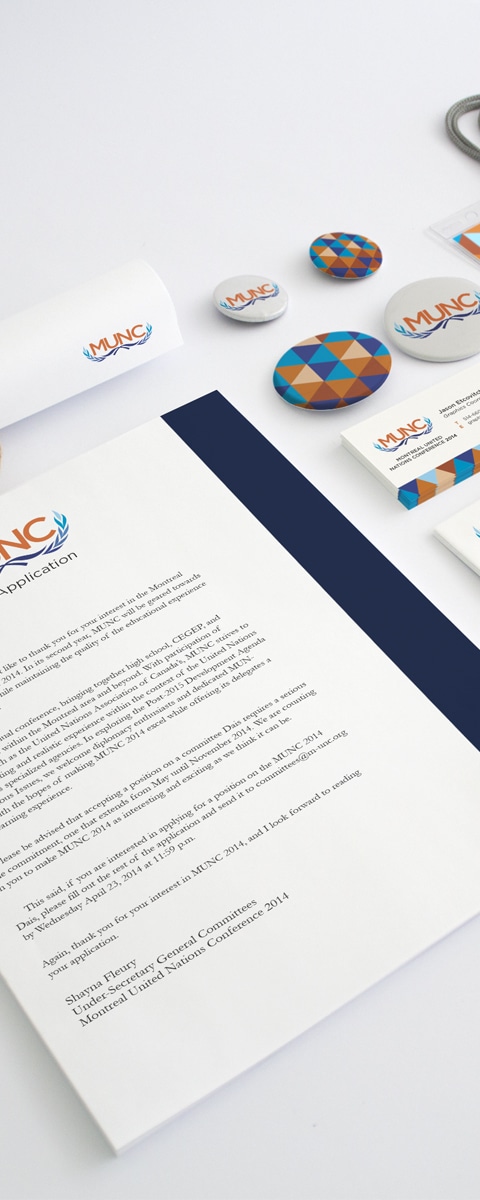 MUNC
MUNC
MUNC
MUNC
Jason Etcovitch
MONTREAL UNITED
NATIONS CONFERENCE 2014
NC
Application
like to thank you for your interest in the Montreal
2014. In its second year, MUNC will be geared towards
while maintaining the quality of the educational experience
conference, bringing together high school, CEGEP, and
within the Montreal area and beyond. With participation of
as the United Nations Association of Canada's, MUNC strives to
and realistic experience within the context of the United Nations
specialized agencies. In exploring the Post-2015 Development Agenda
Issues, we welcome diplomacy enthusiasts and dedicated MUN-
with the hopes of making MUNC 2014 excel while offering its delegates a
experience.
be advised that accepting a position on a committee Dais requires a serious
commitment, one that extends from May until November 2014. We are counting
you to make MUNC 2014 as interesting and exciting as we think it can be.
This said, if you are interested in applying for a position on the MUNC 2014
Dais, please fill out the rest of the application and send it to committees@m-unc.org
by Wednesday April 23, 2014 at 11:59 p.m.
Again, thank you for your interest in MUNC 2014, and I look forward to reading
your application.
Shayna Fleury
Under-Secretary General Committees
Montreal United Nations Conference 2014